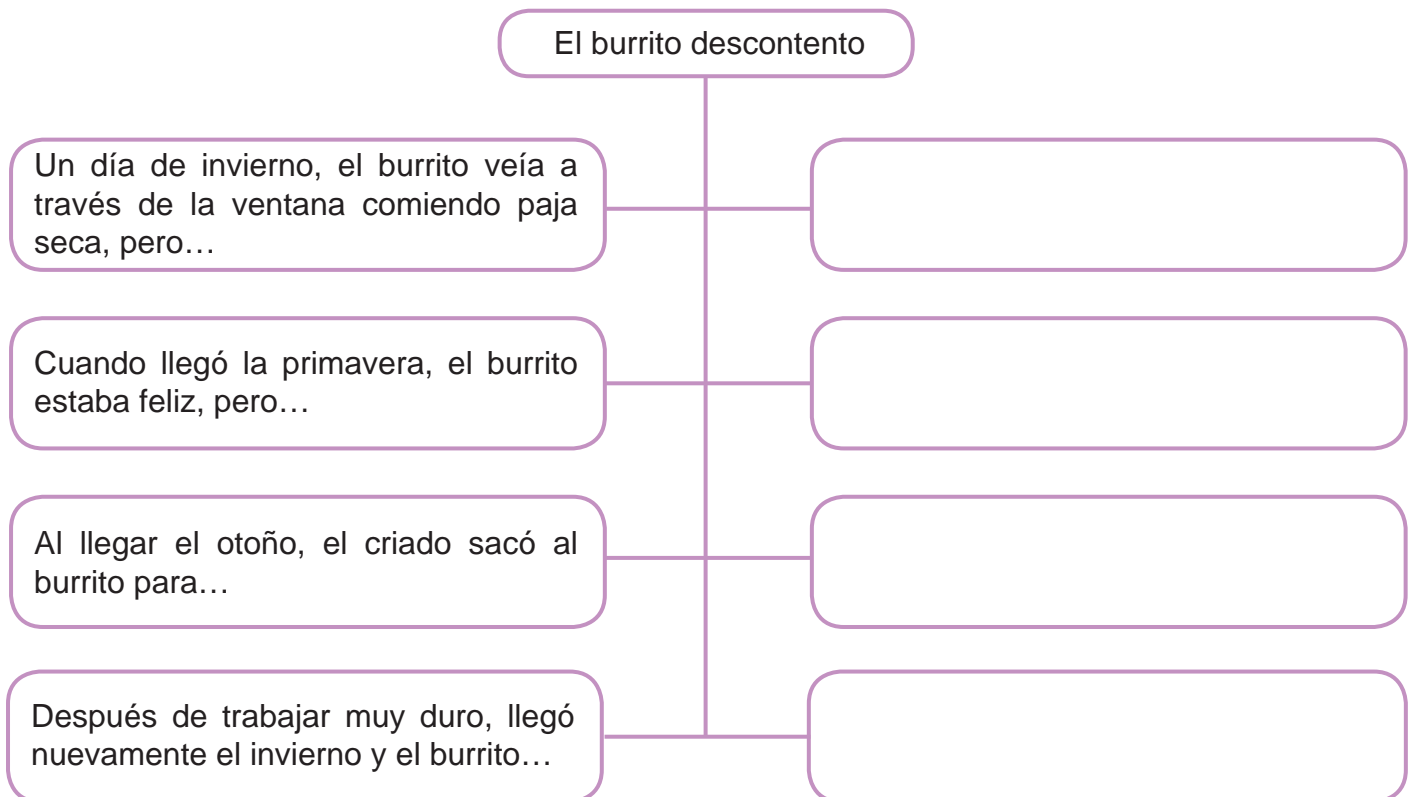 El burrito descontento
Un día de invierno, el burrito veía a
través de la ventana comiendo paja
seca, pero…
Cuando llegó la primavera, el burrito
estaba feliz, pero…
Al llegar el otoño, el criado sacó al
burrito para…
Después de trabajar muy duro, llegó
nuevamente el invierno y el burrito…